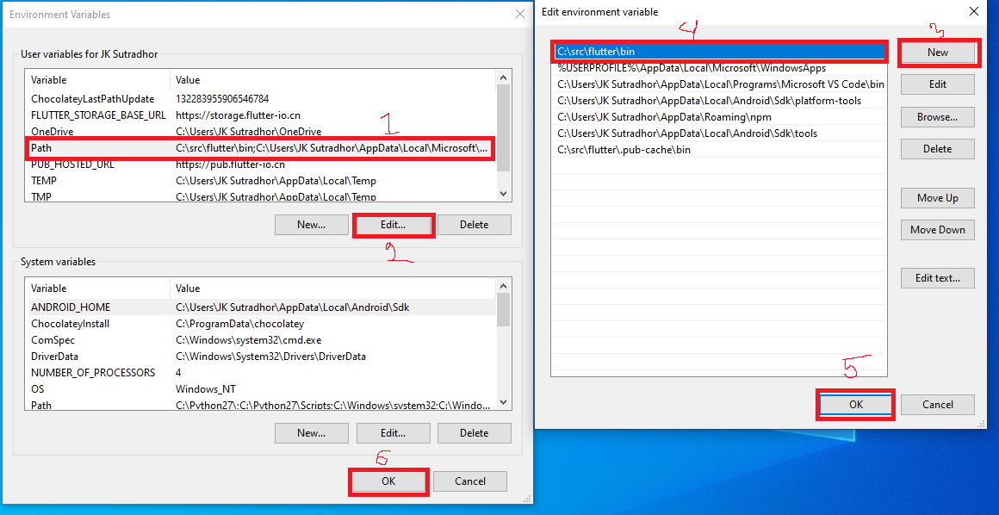 Environment Variables
User variables for JK Sutradhor
Variable Value
ChocolateyLastPathUpdate 132283955906546784
FLUTTER_STORAGE_BASE_URL https://storage.flutter-io.cn
OneDrive C:\Users\JK Sutradhor\OneDrive
1
Path C:\src\flutter\bin;C:\Users\JK Sutradhor\AppData\Local\Microsoft\...
PUB_HOSTED_URL https://pub.flutter-io.cn
TEMP C:\Users\JK Sutradhor\AppData\Local\Temp
TMP C:\Users\JK Sutradhor\AppData\Local\Temp
New... Edit... Delete
2
System variables
Variable Value
ANDROID_HOME C:\Users\JK Sutradhor\AppData\Local\Android\Sdk
ChocolateyInstall C:\ProgramData\chocolatey
ComSpec C:\Windows\system32\cmd.exe
DriverData C:\Windows\System32\Drivers\DriverData
NUMBER_OF_PROCESSORS 4
OS Windows_NT
Path C:\Python27\;C:\Python27\Scripts;C:\Windows\system32;C:\Windo...
New... Edit... Delete
6
OK Cancel
Edit environment variable
4
3
C:\src\flutter\bin
%USERPROFILE%\AppData\Local\Microsoft\WindowsApps
C:\Users\JK Sutradhor\AppData\Local\Programs\Microsoft VS Code\bin
C:\Users\JK Sutradhor\AppData\Local\Android\Sdk\platform-tools
C:\Users\JK Sutradhor\AppData\Roaming\npm
C:\Users\JK Sutradhor\AppData\Local\Android\Sdk\tools
C:\src\flutter\.pub-cache\bin
New
Edit
Browse...
Delete
Move Up
Move Down
Edit text...
5
OK Cancel